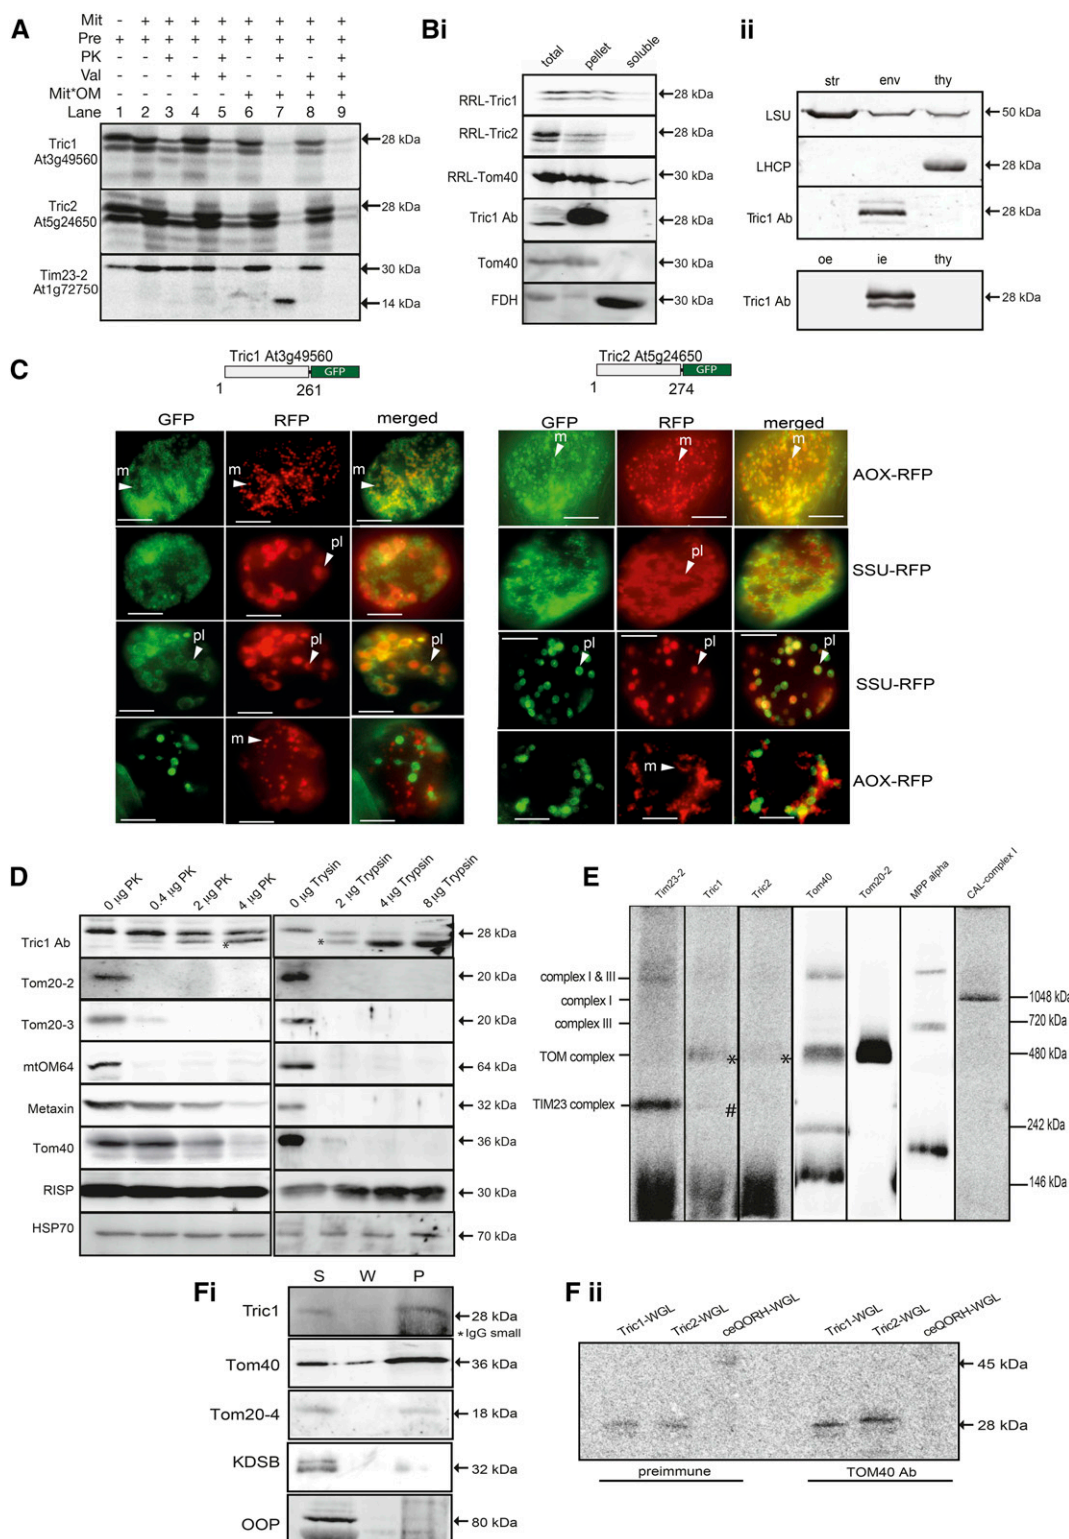 A
Mit - + + + + + + + +
Pre + + + + + + + + +
PK - - + - + - + - +
Val - - - + + - - + +
Mit*OM - - - - - + + + +
Lane 1 2 3 4 5 6 7 8 9
Tric1
At3g49560
28 kDa
Tric2
At5g24650
28 kDa
Tim23-2
At1g72750
30 kDa
14 kDa
Bi
total pellet soluble
RRL-Tric1 28 kDa
RRL-Tric2 28 kDa
RRL-Tom40 30 kDa
Tric1 Ab 28 kDa
Tom40 30 kDa
FDH 30 kDa
ii
str env thy
LSU 50 kDa
LHCP 28 kDa
Tric1 Ab 28 kDa
oe ie thy
Tric1 Ab 28 kDa
C
Tric1 At3g49560
GFP
1 261
Tric2 At5g24650
GFP
1 274
GFP RFP merged
GFP RFP merged
m m m
m m m
AOX-RFP
pl
pl
SSU-RFP
pl pl pl
pl pl pl
SSU-RFP
m
m
AOX-RFP
D
0 µg PK 0.4 µg PK 2 µg PK 4 µg PK 0 µg Trysin 2 µg Trypsin 4 µg Trypsin 8 µg Trypsin
Tric1 Ab * * 28 kDa
Tom20-2 20 kDa
Tom20-3 20 kDa
mtOM64 64 kDa
Metaxin 32 kDa
Tom40 36 kDa
RISP 30 kDa
HSP70 70 kDa
E
Tim23-2 Tric1 Tric2 Tom40 Tom20-2 MPP alpha CAL-complex I
complex I & III
complex I
complex III
TOM complex
TIM23 complex
* *
#
1048 kDa
720 kDa
480 kDa
242 kDa
146 kDa
Fi
S W P
Tric1 28 kDa
*IgG small
Tom40 36 kDa
Tom20-4 18 kDa
KDSB 32 kDa
OOP 80 kDa
F ii
Tric1-WGL Tric2-WGL ceQORH-WGL Tric1-WGL Tric2-WGL ceQORH-WGL
45 kDa
28 kDa
preimmune TOM40 Ab